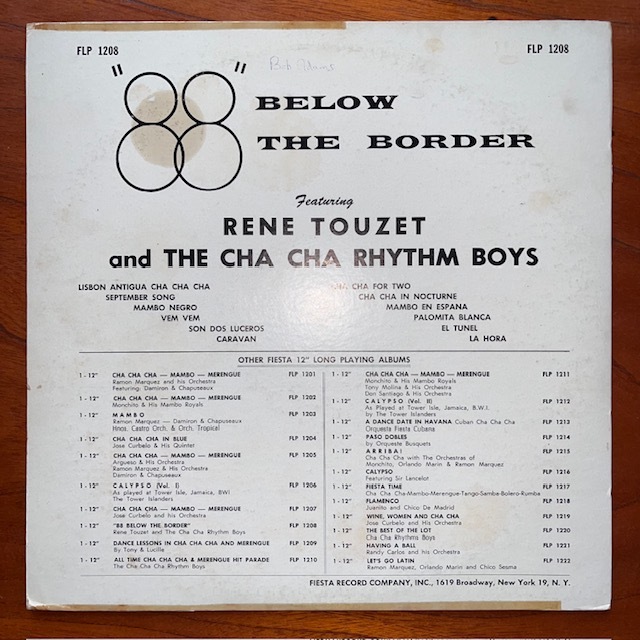 FLP 1208 FLP 1208
"88" BELOW
THE BORDER
Featuring
RENE TOUZET
and THE CHA CHA RHYTHM BOYS
LISBON ANTIGUA CHA CHA CHA
SEPTEMBER SONG
MAMBO NEGRO
VEM VEM
SON DOS LUCEROS
CARAVAN
CHA FOR TWO
CHA CHA IN NOCTURNE
MAMBO EN ESPANA
PALOMITA BLANCA
EL TUNEL
LA HORA
OTHER FIESTA 12" LONG PLAYING ALBUMS
1 - 12" CHA CHA CHA — MAMBO — MERENGUE FLP 1201
Ramon Marquez and his Orchestra
Featuring: Damiron & Chapuseaux
1 - 12" CHA CHA CHA — MAMBO — MERENGUE FLP 1202
Monchito & His Mambo Royals
1 - 12" MAMBO FLP 1203
Ramon Marquez — Damiron & Chapuseaux
Hnos. Castro Orch. & Orch. Tropical
1 - 12" CHA CHA CHA IN BLUE FLP 1204
Jose Curbelo & His Quintet
1 - 12" CHA CHA CHA — MAMBO — MERENGUE FLP 1205
Argueso & His Orchestra
Ramon Marquez & His Orchestra
Damiron & Chapuseaux
1 - 12" CALYPSO (Vol. I) FLP 1206
As played at Tower Isle, Jamaica, BWI
The Tower Islanders
1 - 12" CHA CHA CHA — MAMBO — MERENGUE FLP 1207
Jose Curbelo and his Orchestra
1 - 12" "88 BELOW THE BORDER" FLP 1208
Rene Touzet and The Cha Cha Rhythm Boys
1 - 12" DANCE LESSONS IN CHA CHA CHA AND MERENGUE FLP 1209
By Tony & Lucille
1 - 12" ALL TIME CHA CHA CHA & MERENGUE HIT PARADE FLP 1210
The Cha Cha Rhythm Boys
1 - 12" CHA CHA CHA — MAMBO — MERENGUE FLP 1211
Monchito & His Mambo Royals
Tony Molina & His Orchestra
Don Santiago & His Orchestra
1 - 12" CALYPSO (Vol. II) FLP 1212
As Played at Tower Isle, Jamaica, B.W.I.
by The Tower Islanders
1 - 12" A DANCE DATE IN HAVANA Cuban Cha Cha Cha FLP 1213
Orquesta Fiesta Cubana
1 - 12" PASO DOBLES FLP 1214
by Orqueste Bosquets
1 - 12" ARRIBA! FLP 1215
Cha Cha Cha with The Orchestras of
Monchito, Orlando Marin & Ramon Marquez
1 - 12" CALYPSO FLP 1216
Featuring Sir Lancelot
1 - 12" FIESTA TIME FLP 1217
Cha Cha Cha-Mambo-Merengue-Tango-Samba-Bolero-Rumba
1 - 12" FLAMENCO FLP 1218
Juanito and Chico De Madrid
1 - 12" WINE, WOMEN AND CHA CHA FLP 1219
Jose Curbelo and His Orchestra
1 - 12" THE BEST OF THE LOT FLP 1220
Cha Cha Rhythms Boys
1 - 12" HAVING A BALL FLP 1221
Randy Carlos and his Orchestra
1 - 12" LET'S GO LATIN FLP 1222
Ramon Marquez, Orlando Marin and Chico Sesma
FIESTA RECORD COMPANY, INC., 1619 Broadway, New York 19, N. Y.